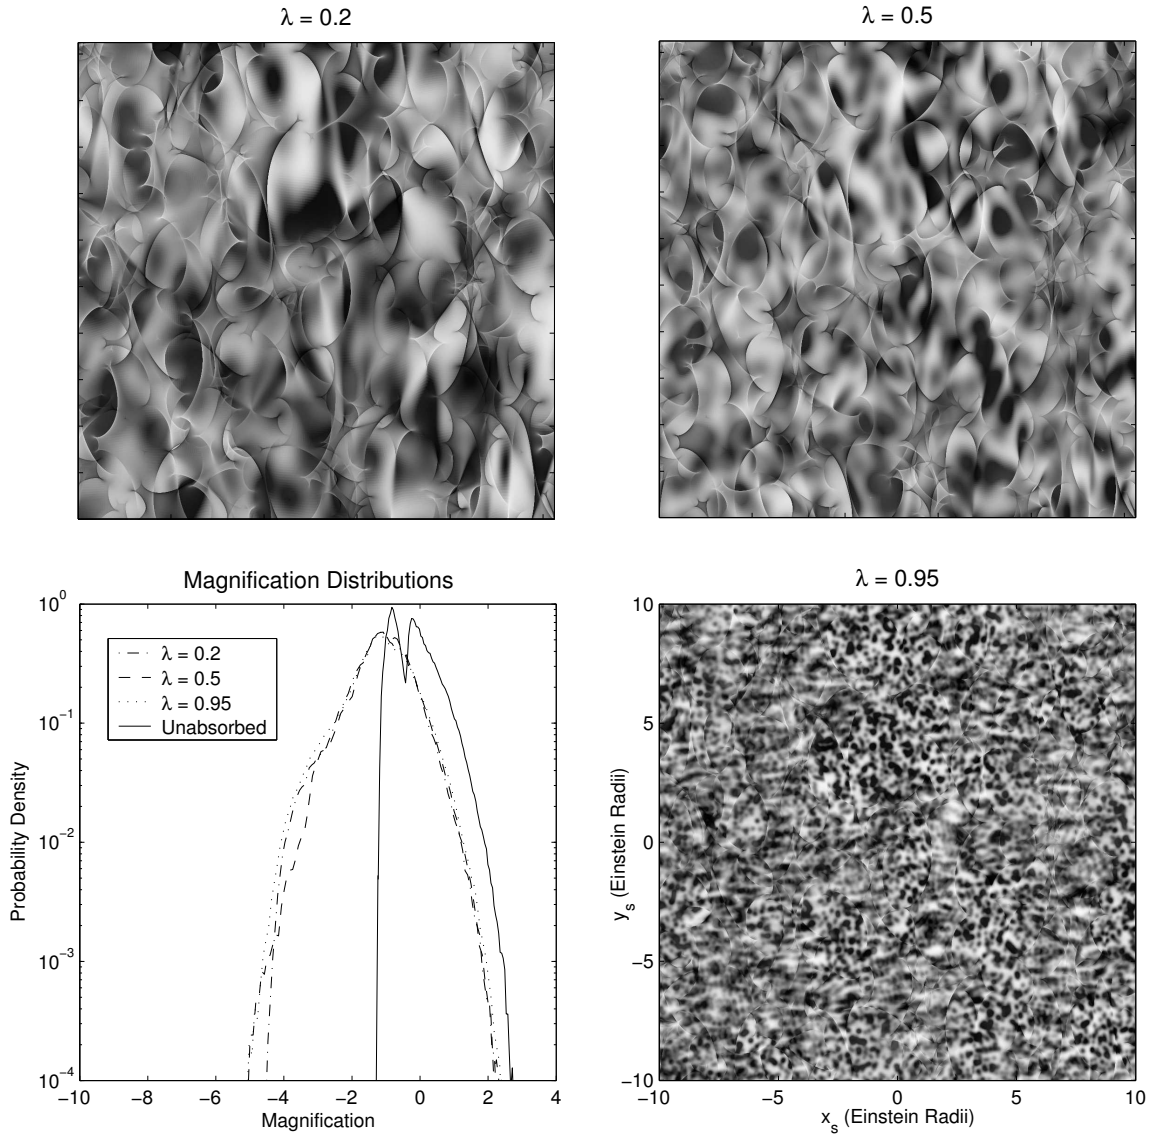 λ = 0.2
λ = 0.5
Magnification Distributions
10^0
10^-1
10^-2
10^-3
10^-4
Probability Density
λ = 0.2
λ = 0.5
λ = 0.95
Unabsorbed
−10 −8 −6 −4 −2 0 2 4
Magnification
λ = 0.95
10
5
0
−5
−10
y_s (Einstein Radii)
−10 −5 0 5 10
x_s (Einstein Radii)